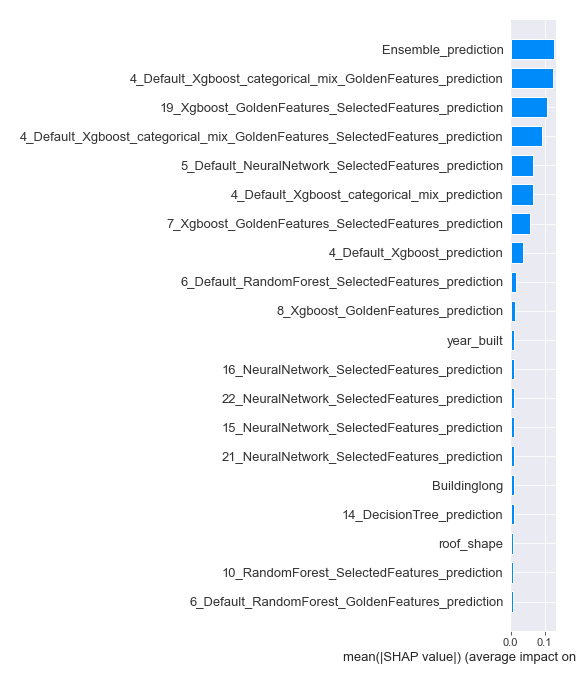 Ensemble_prediction
4_Default_Xgboost_categorical_mix_GoldenFeatures_prediction
19_Xgboost_GoldenFeatures_SelectedFeatures_prediction
4_Default_Xgboost_categorical_mix_GoldenFeatures_SelectedFeatures_prediction
5_Default_NeuralNetwork_SelectedFeatures_prediction
4_Default_Xgboost_categorical_mix_prediction
7_Xgboost_GoldenFeatures_SelectedFeatures_prediction
4_Default_Xgboost_prediction
6_Default_RandomForest_SelectedFeatures_prediction
8_Xgboost_GoldenFeatures_prediction
year_built
16_NeuralNetwork_SelectedFeatures_prediction
22_NeuralNetwork_SelectedFeatures_prediction
15_NeuralNetwork_SelectedFeatures_prediction
21_NeuralNetwork_SelectedFeatures_prediction
Buildinglong
14_DecisionTree_prediction
roof_shape
10_RandomForest_SelectedFeatures_prediction
6_Default_RandomForest_GoldenFeatures_prediction
0.0 0.1
mean(|SHAP value|) (average impact on